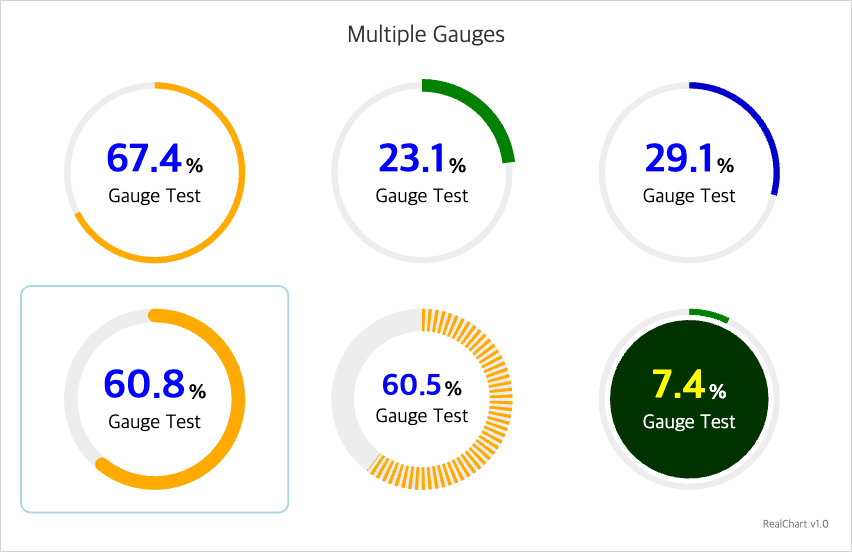 Multiple Gauges
67.4 %
Gauge Test
23.1 %
Gauge Test
29.1 %
Gauge Test
60.8 %
Gauge Test
60.5 %
Gauge Test
7.4 %
Gauge Test
RealChart v1.0